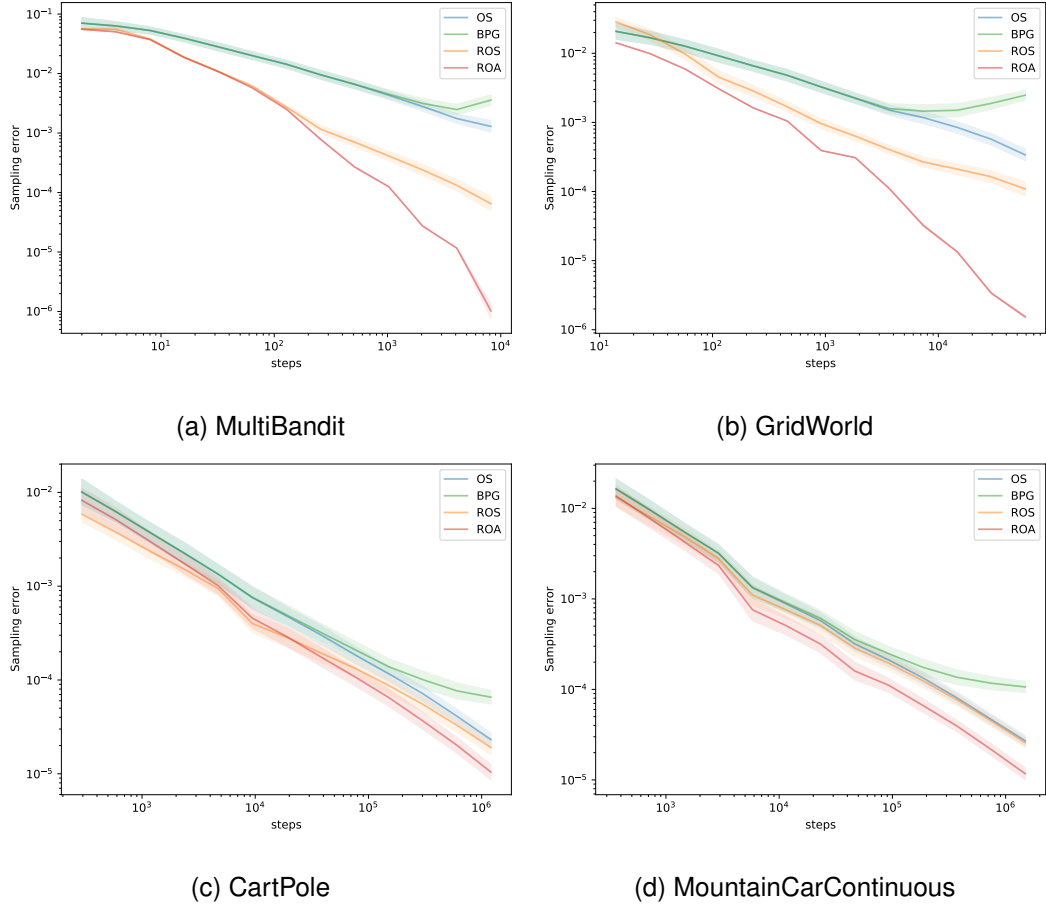 10⁻¹
10⁻²
10⁻³
10⁻⁴
10⁻⁵
10⁻⁶
Sampling error
10¹
10²
10³
10⁴
steps
OS
BPG
ROS
ROA
(a) MultiBandit
10⁻²
10⁻³
10⁻⁴
10⁻⁵
10⁻⁶
Sampling error
10¹
10²
10³
10⁴
steps
OS
BPG
ROS
ROA
(b) GridWorld
10⁻²
10⁻³
10⁻⁴
10⁻⁵
Sampling error
10³
10⁴
10⁵
10⁶
steps
OS
BPG
ROS
ROA
(c) CartPole
10⁻²
10⁻³
10⁻⁴
10⁻⁵
Sampling error
10³
10⁴
10⁵
10⁶
steps
OS
BPG
ROS
ROA
(d) MountainCarContinuous